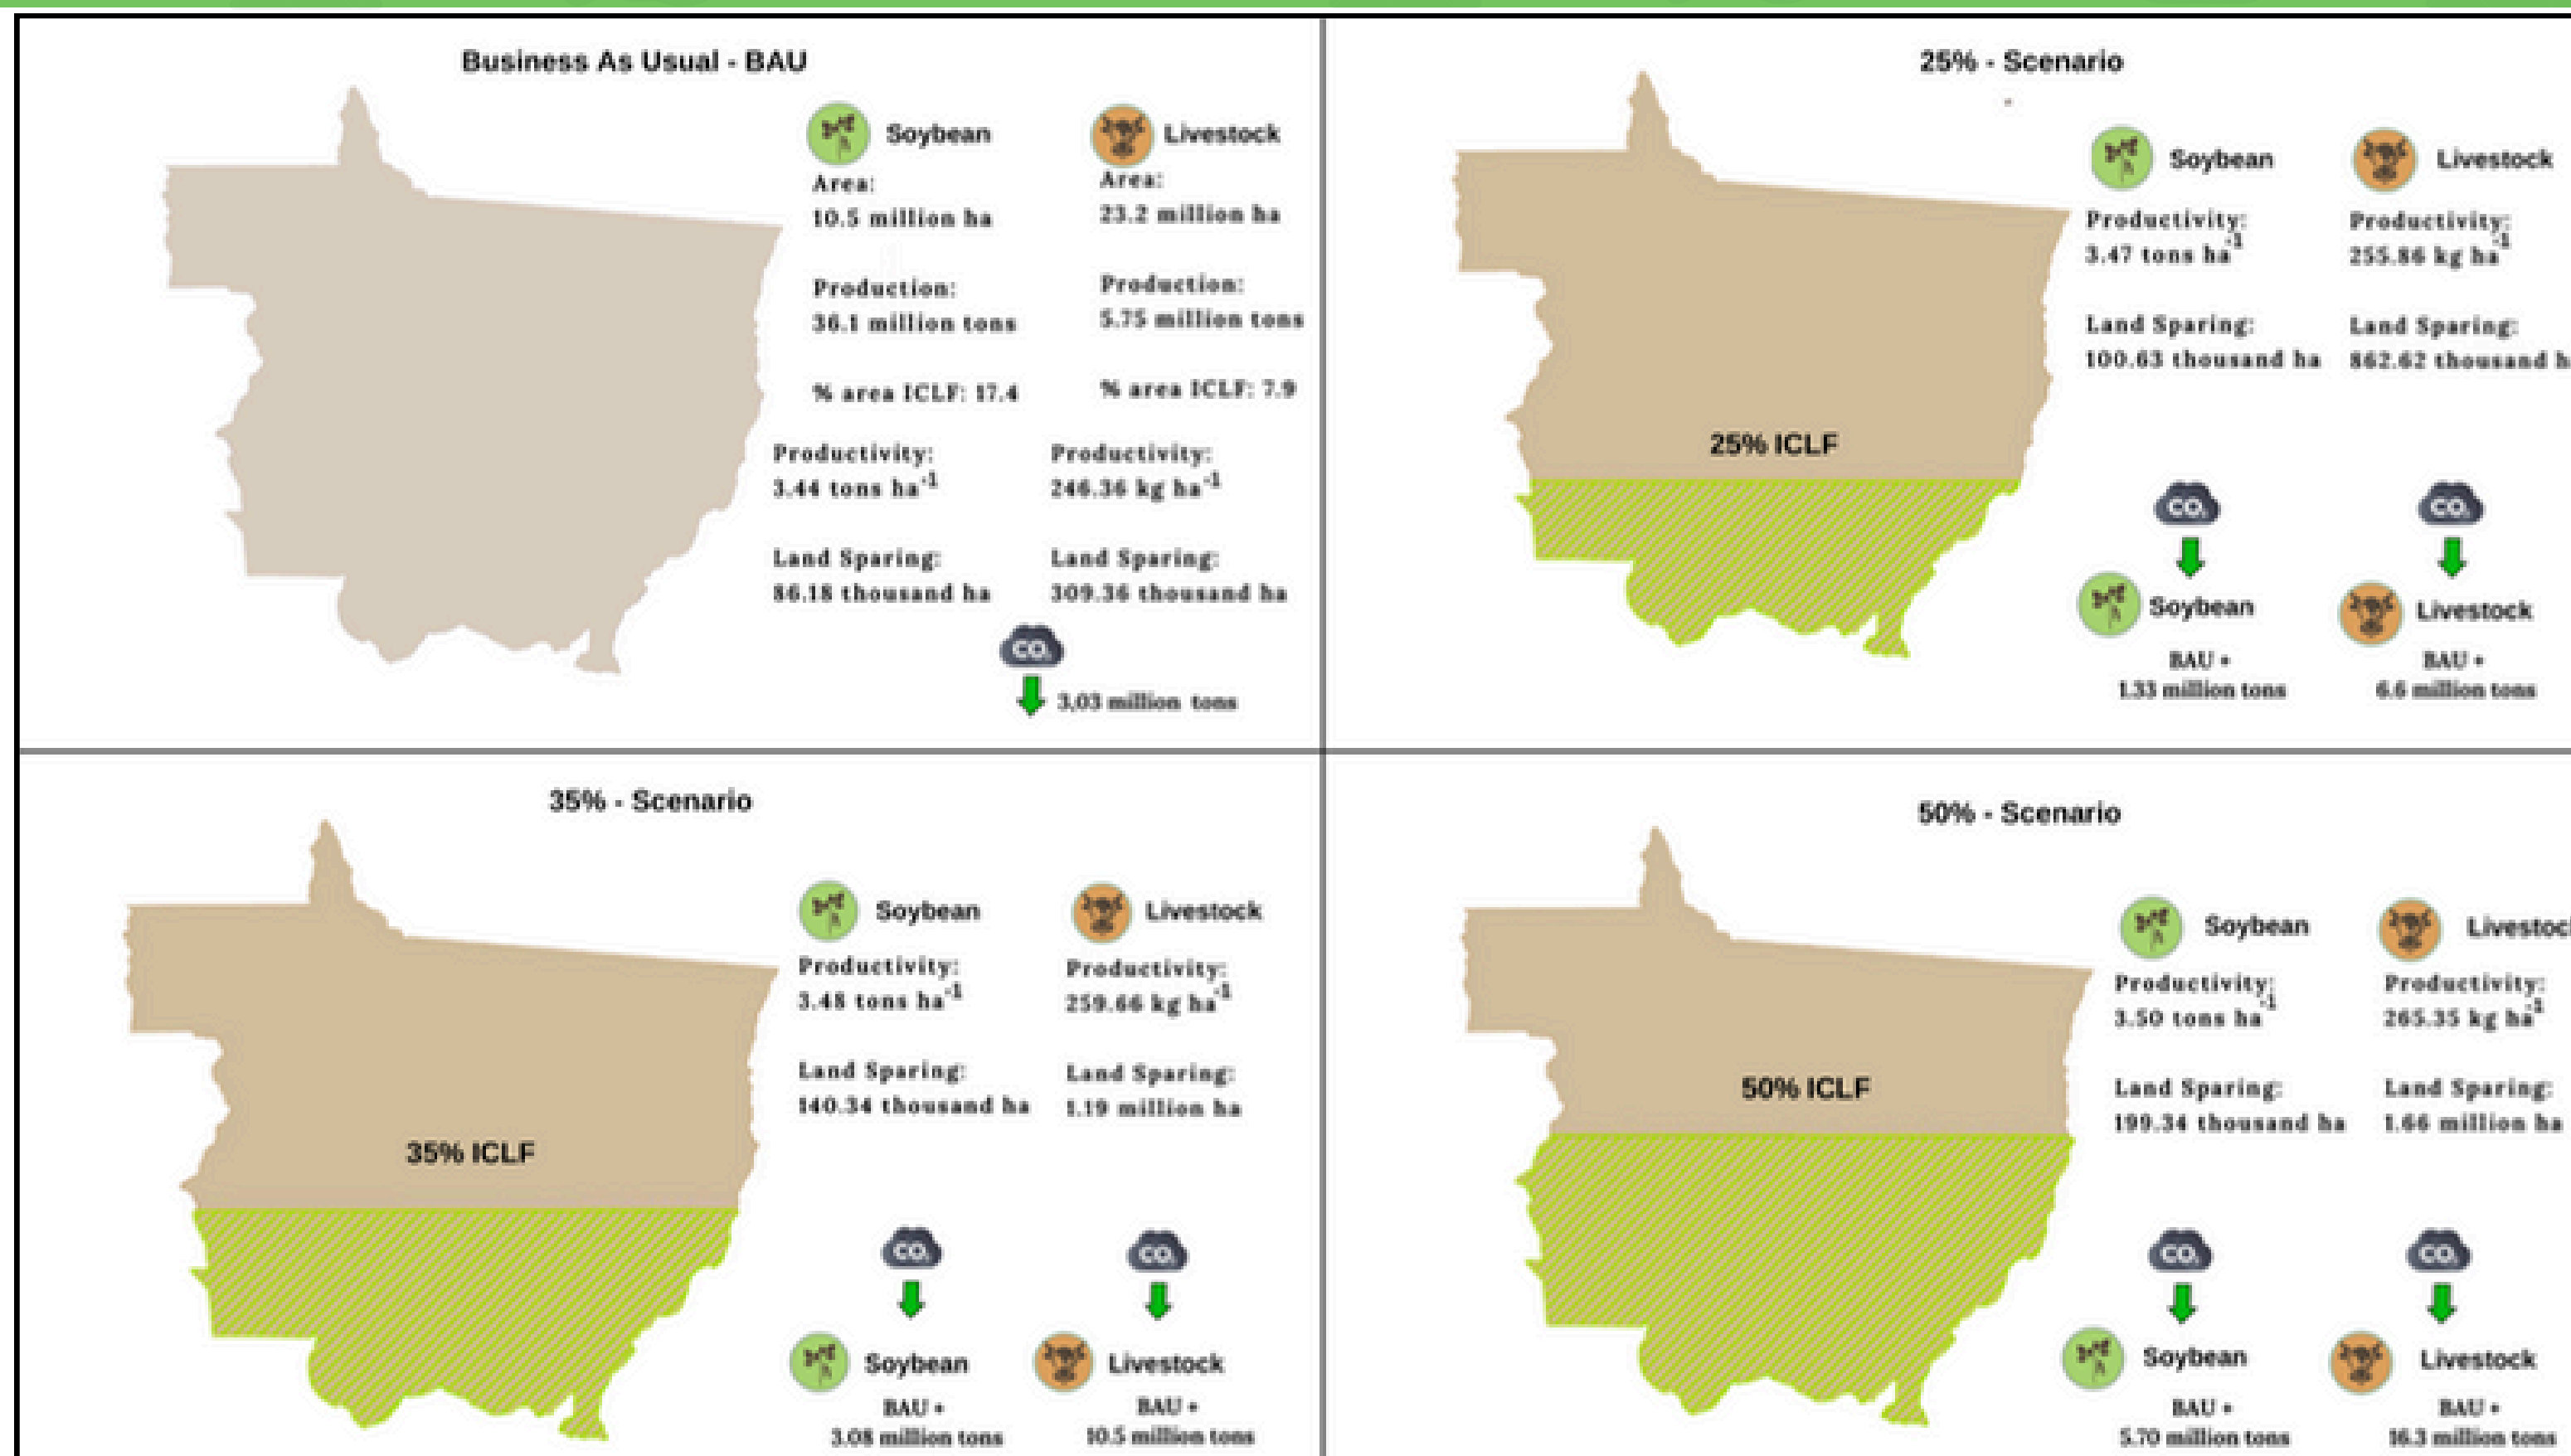 Business As Usual - BAU
Soybean
Area:
10.5 million ha
Production:
36.1 million tons
% area ICLF: 17.4
Productivity:
3.44 tons ha-1
Land Sparing:
86.18 thousand ha
Livestock
Area:
23.2 million ha
Production:
5.75 million tons
% area ICLF: 7.9
Productivity:
246.36 kg ha-1
Land Sparing:
309.36 thousand ha
CO2
3,03 million tons
25% - Scenario
25% ICLF
Soybean
Productivity:
3.47 tons ha-1
Land Sparing:
100.63 thousand ha
Livestock
Productivity:
255.86 kg ha-1
Land Sparing:
862.62 thousand h
CO2
Soybean
BAU +
1.33 million tons
CO2
Livestock
BAU +
6.6 million tons
35% - Scenario
35% ICLF
Soybean
Productivity:
3.48 tons ha-1
Land Sparing:
140.34 thousand ha
Livestock
Productivity:
259.66 kg ha-1
Land Sparing:
1.19 million ha
CO2
Soybean
BAU +
3.08 million tons
CO2
Livestock
BAU +
10.5 million tons
50% - Scenario
50% ICLF
Soybean
Productivity:
3.50 tons ha-1
Land Sparing:
199.34 thousand ha
Livestoc
Productivity:
265.35 kg ha-1
Land Sparing:
1.66 million ha
CO2
Soybean
BAU +
5.70 million tons
CO2
Livestock
BAU +
16.3 million tons